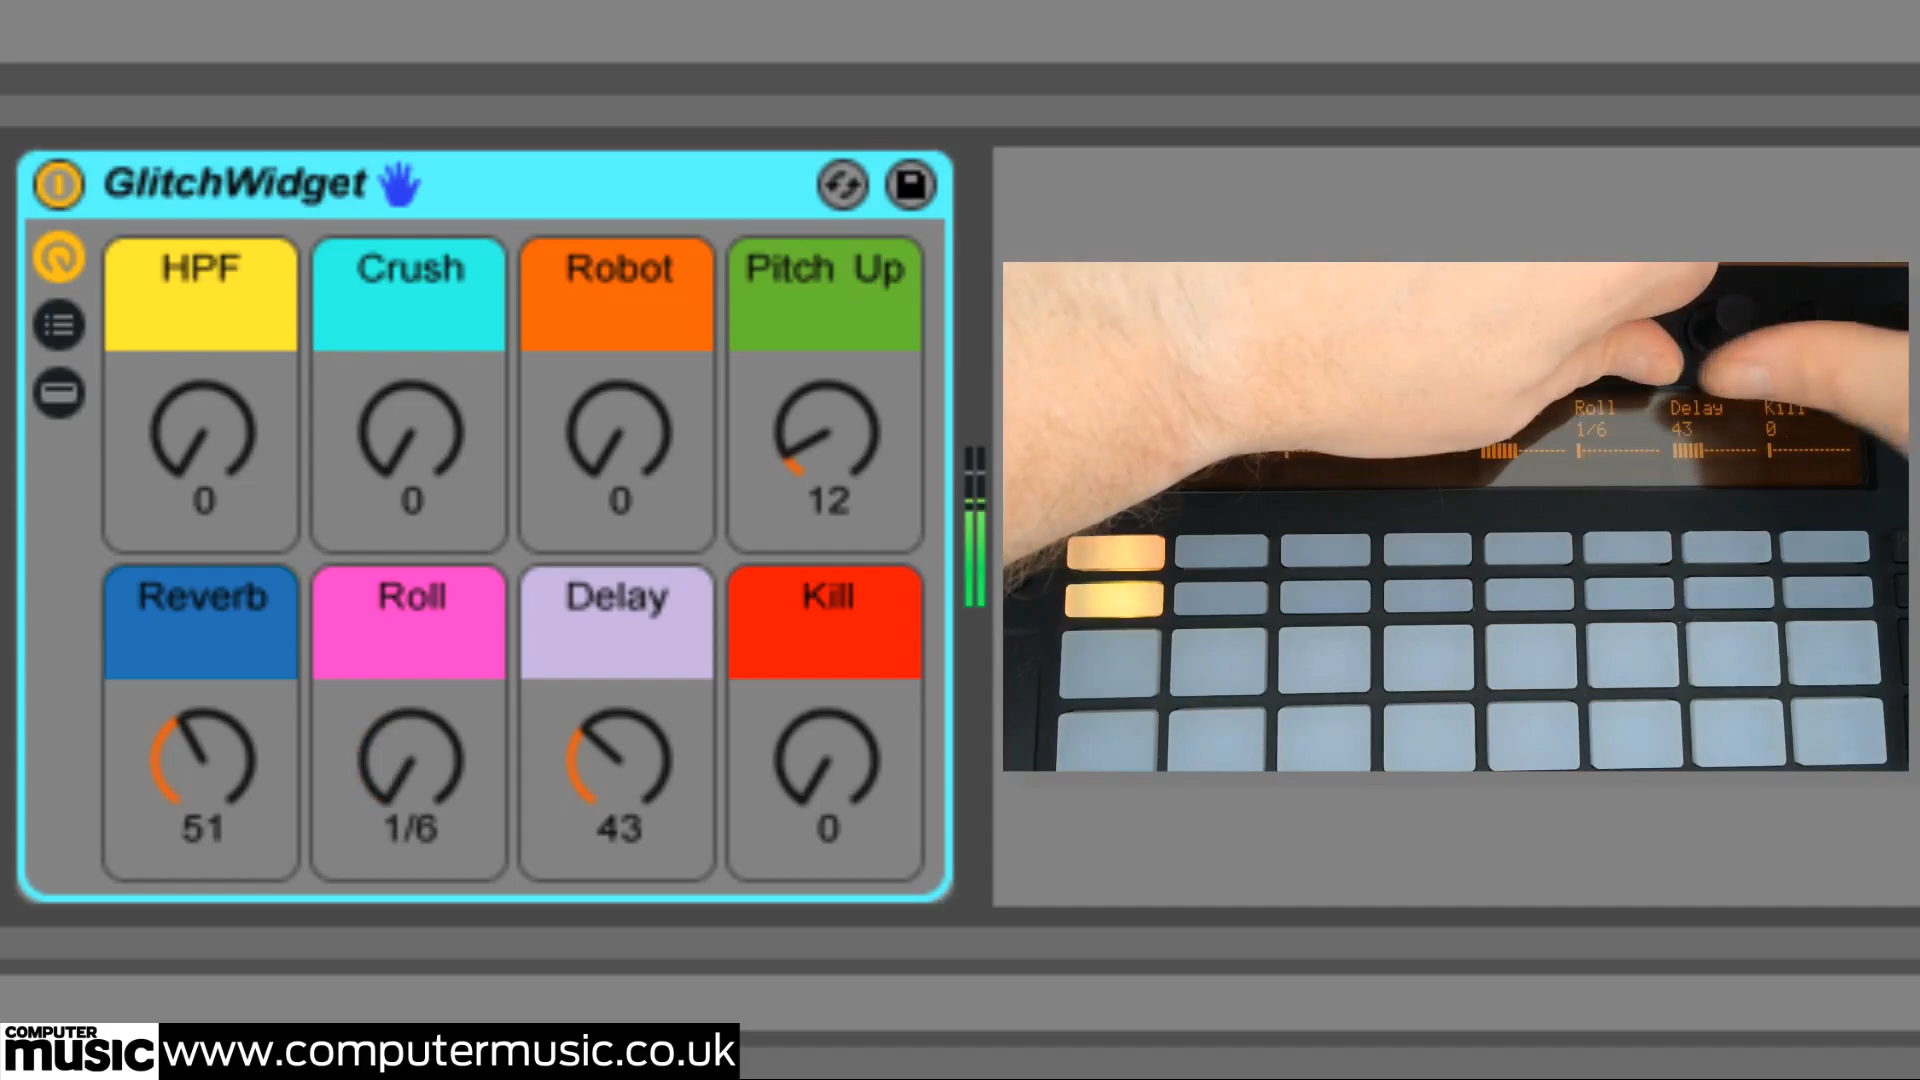 GlitchWidget
HPF Crush Robot Pitch Up
0 0 0 12
Reverb Roll Delay Kill
51 1/6 43 0
Roll Delay Kill
1/6 43 0
COMPUTER
music www.computermusic.co.uk